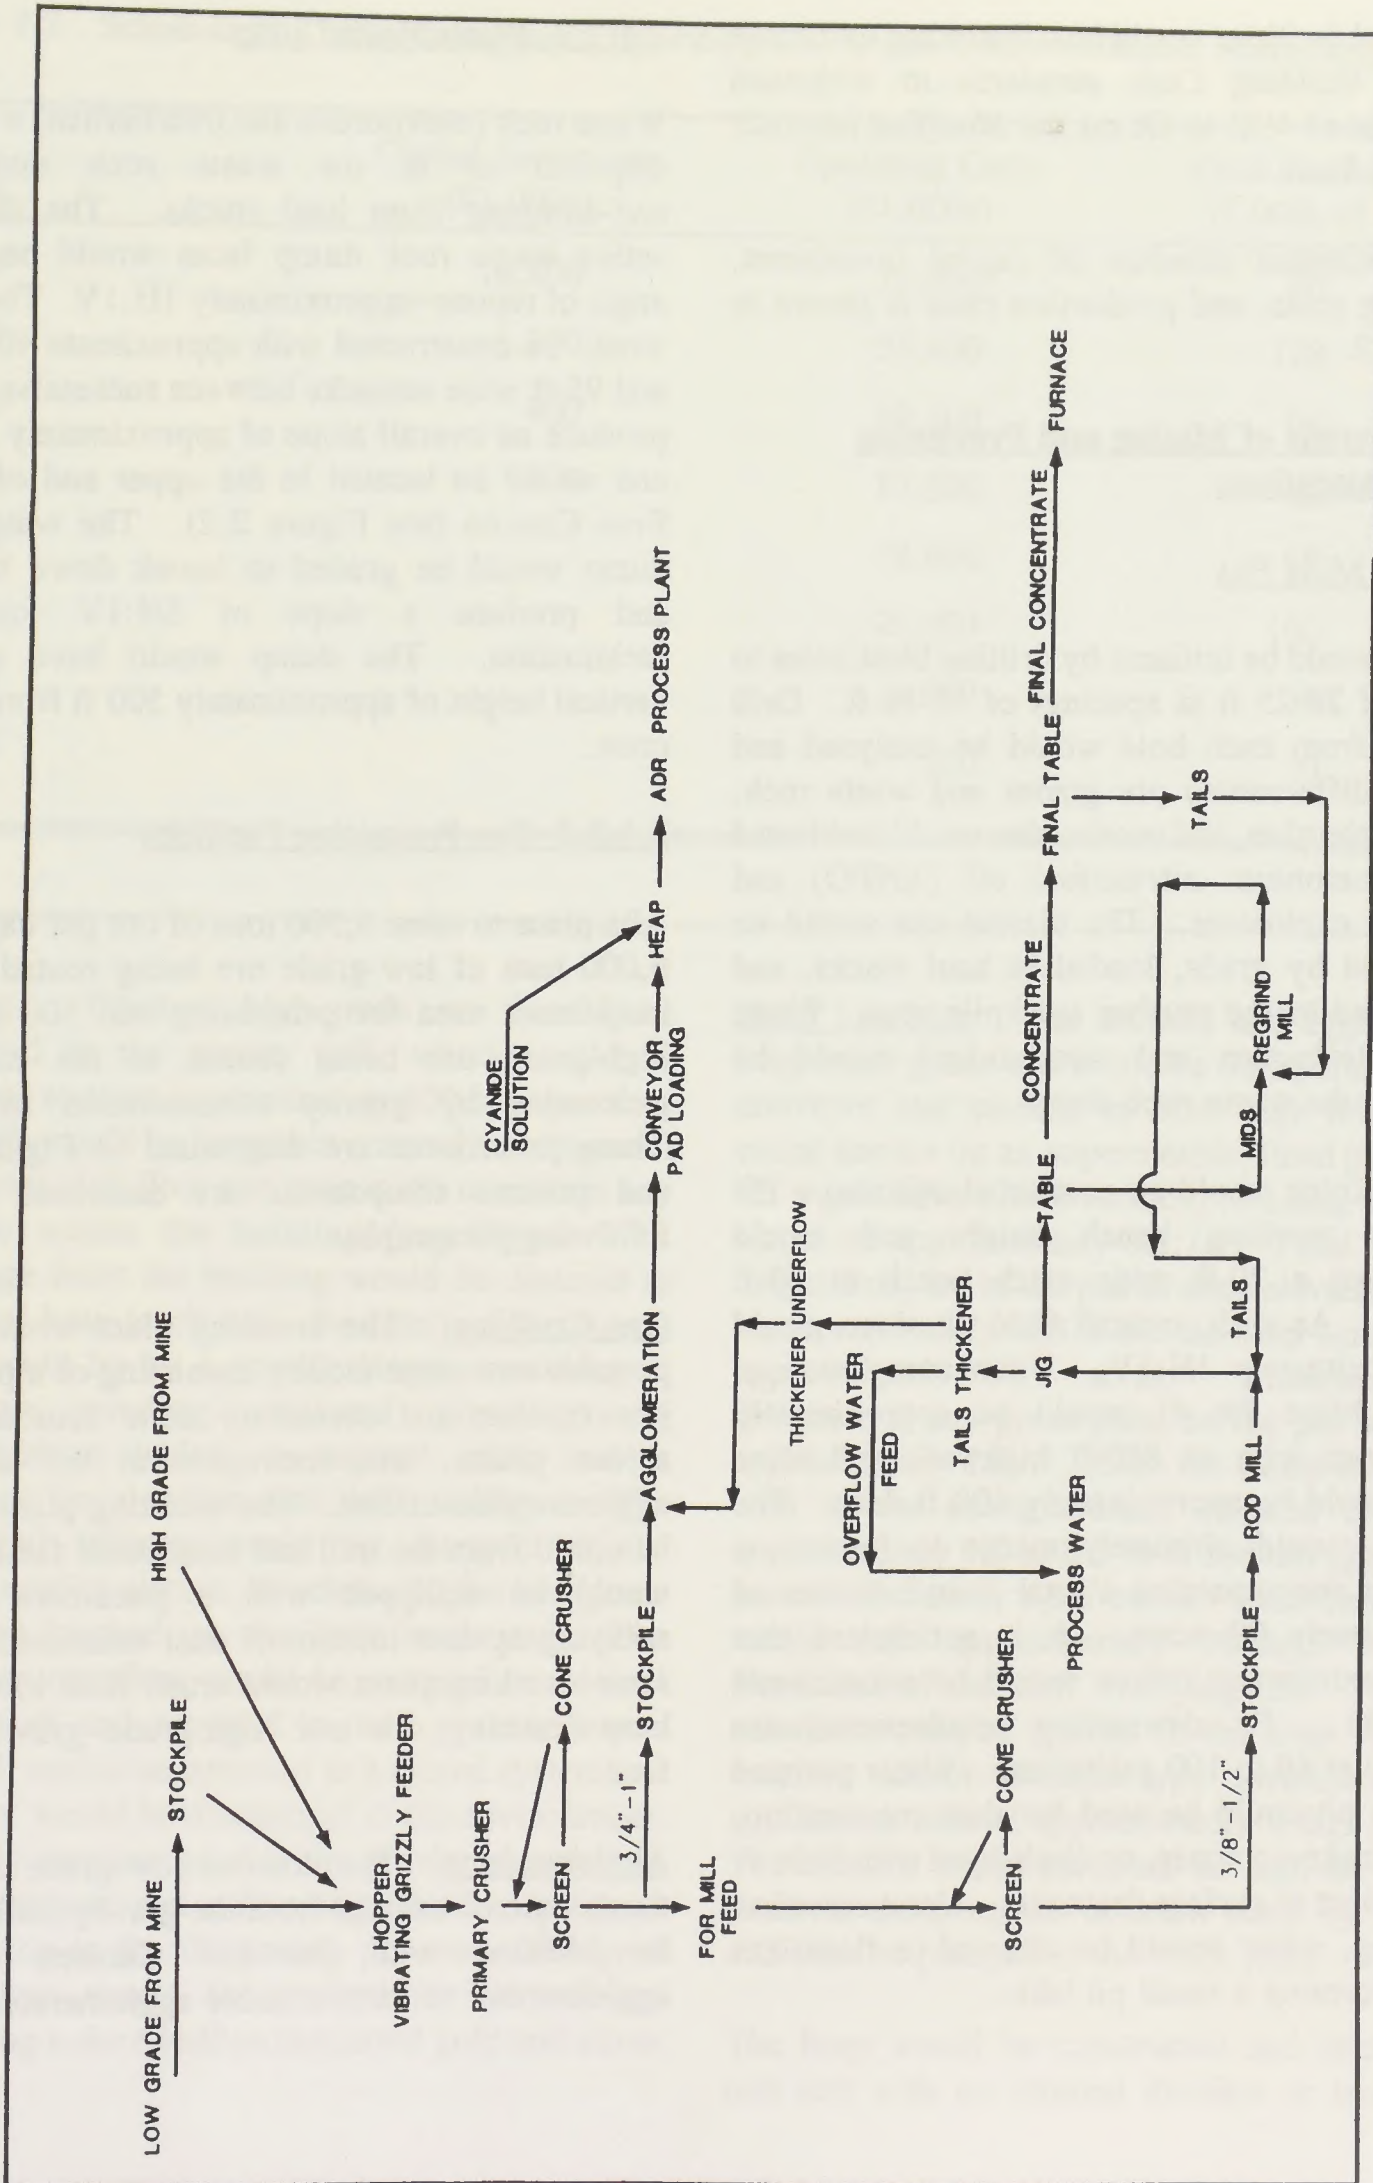 LOW GRADE FROM MINE
STOCKPILE
HIGH GRADE FROM MINE
HOPPER
VIBRATING GRIZZLY FEEDER
PRIMARY CRUSHER
SCREEN
CONE CRUSHER
3/4"-1"
STOCKPILE
AGGLOMERATION
CONVEYOR
PAD LOADING
HEAP
ADR PROCESS PLANT
CYANIDE
SOLUTION
FOR MILL
FEED
THICKENER UNDERFLOW
OVERFLOW WATER
FEED
TAILS THICKENER
PROCESS WATER
JIG
TABLE
CONCENTRATE
FINAL TABLE
FINAL CONCENTRATE
FURNACE
TAILS
SCREEN
CONE CRUSHER
3/8"-1/2"
STOCKPILE
ROD MILL
TAILS
MIDS
REGRIND
MILL